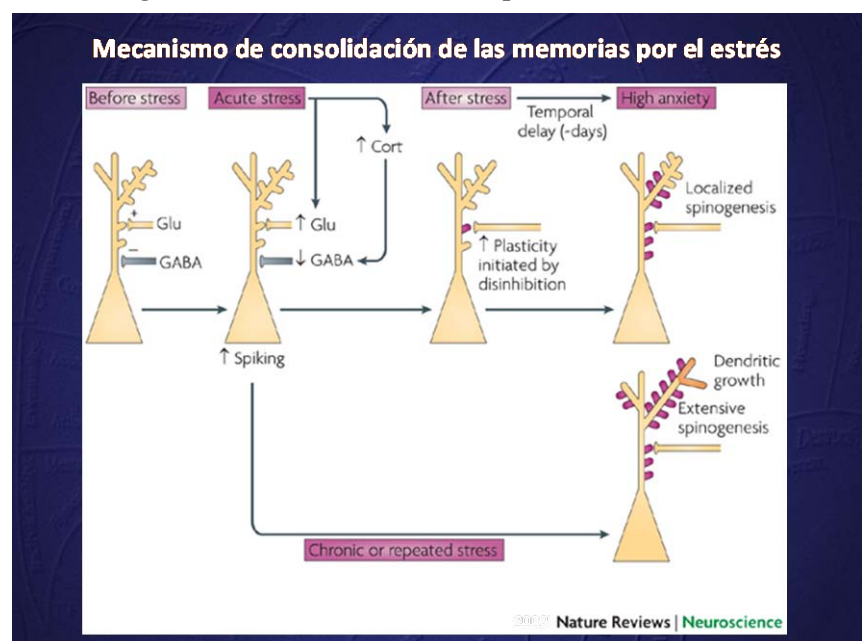 Mecanismo de consolidación de las memorias por el estrés
Before stress
Acute stress
After stress
Temporal
delay (~days)
High anxiety
↑ Cort
+
Glu
−
GABA
↑ Glu
↓ GABA
↑ Plasticity
initiated by
disinhibition
Localized
spinogenesis
↑ Spiking
Dendritic
growth
Extensive
spinogenesis
Chronic or repeated stress
Nature Reviews | Neuroscience